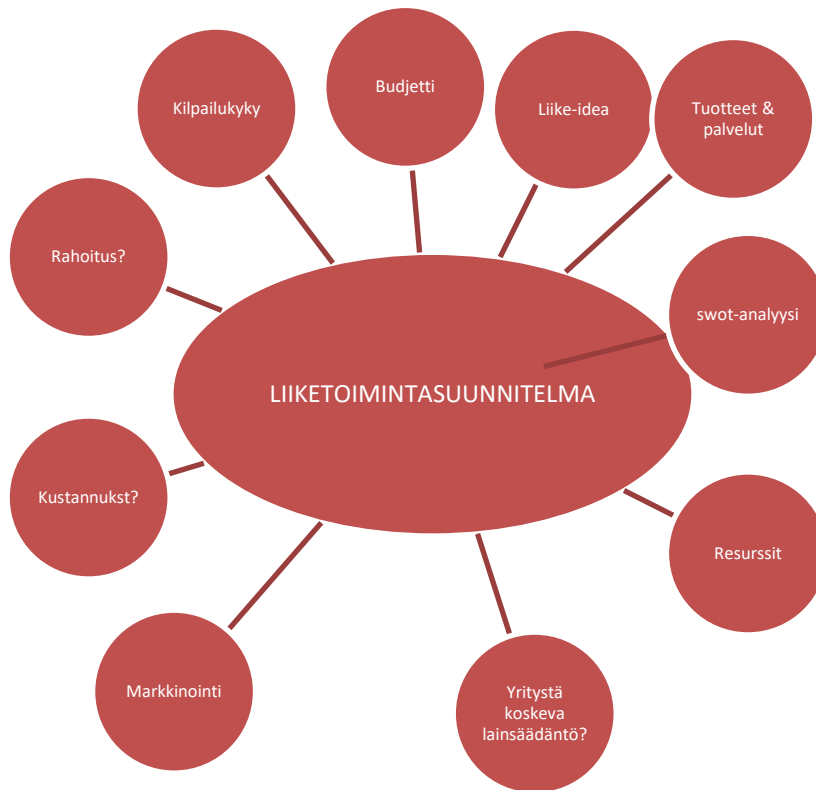 Budjetti
Kilpailukyky
Liike-idea
Tuotteet &
palvelut
Rahoitus?
swot-analyysi
LIIKETOIMINTASUUNNITELMA
Kustannukst?
Resurssit
Markkinointi
Yritystä
koskeva
lainsäädäntö?